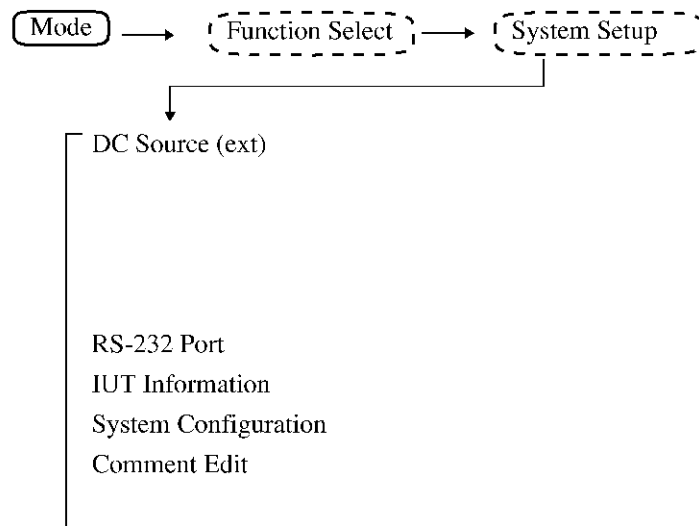 Mode Function Select System Setup
DC Source (ext)
RS-232 Port
IUT Information
System Configuration
Comment Edit